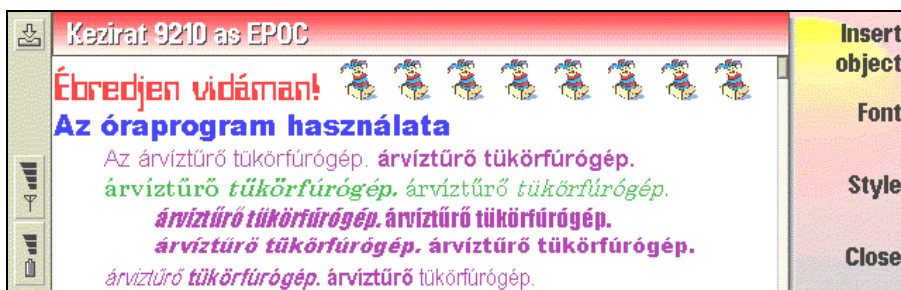 Kezirat 9210 as EPOC
Ébredjen vidáman!
Az óraprogram használata
Az árvíztűrő tükörfúrógép. árvíztűrő tükörfúrógép.
árvíztűrő tükörfúrógép. árvíztűrő tükörfúrógép.
árvíztűrő tükörfúrógép. árvíztűrő tükörfúrógép.
árvíztűrő tükörfúrógép. árvíztűrő tükörfúrógép.
árvíztűrő tükörfúrógép. árvíztűrő tükörfúrógép.
Insert
object
Font
Style
Close